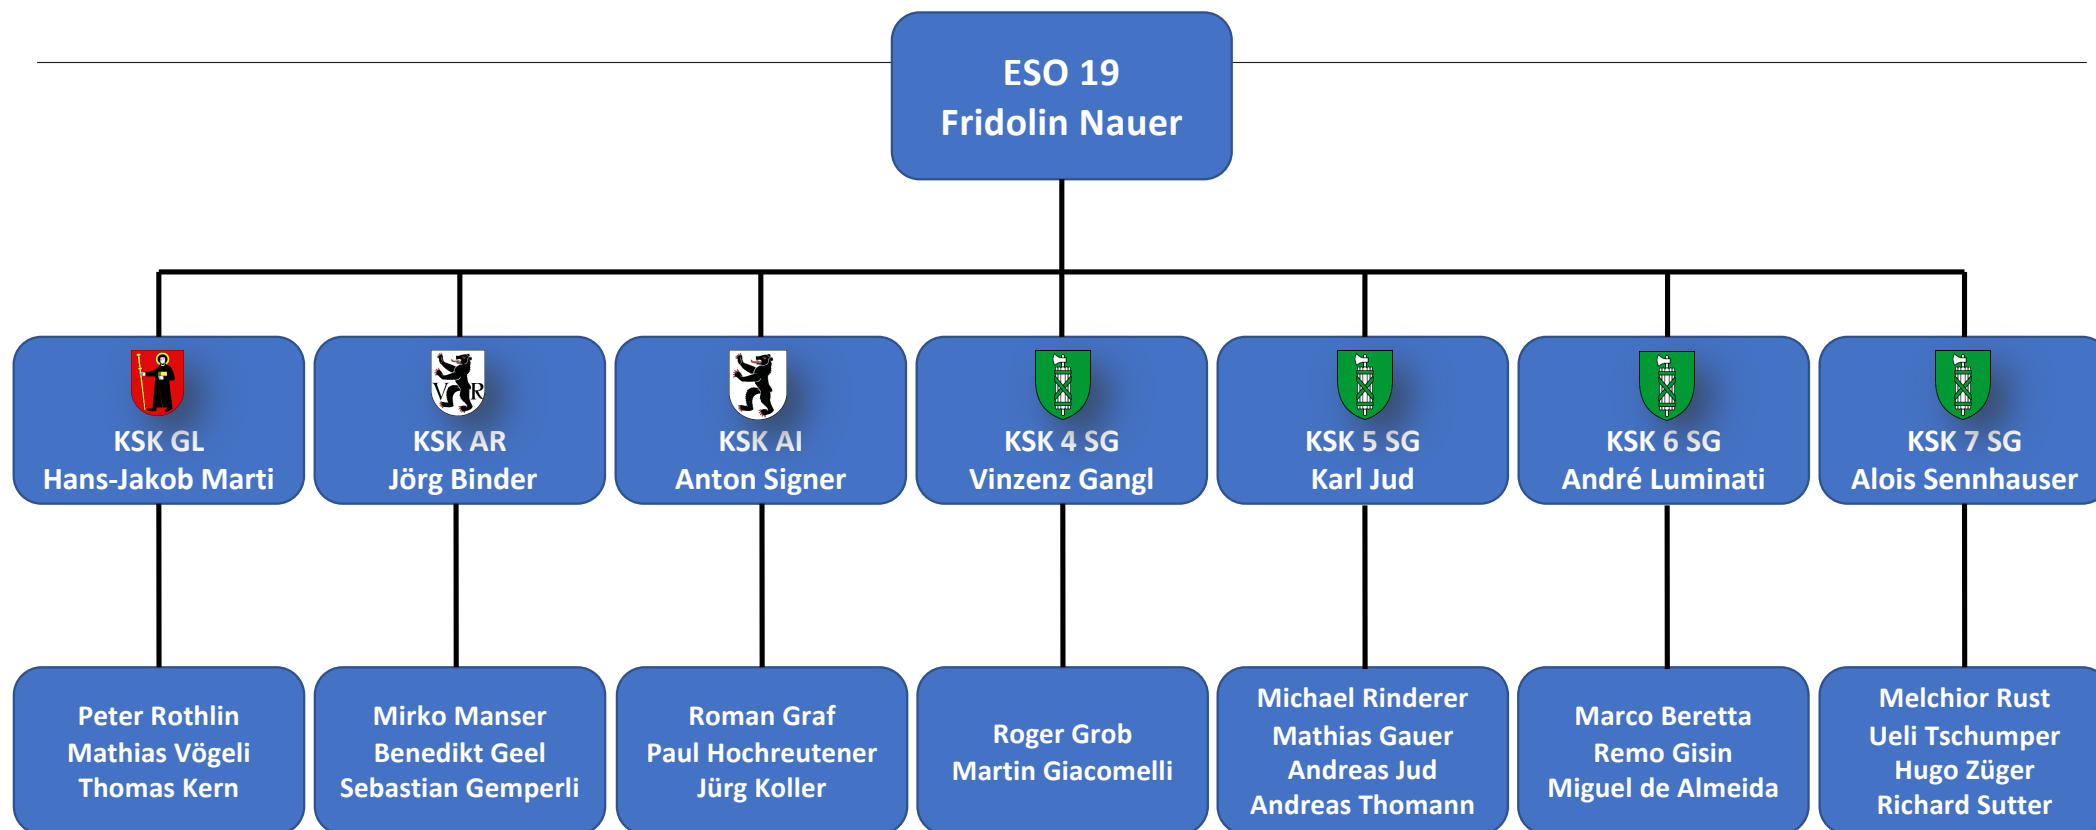 ESO 19
Fridolin Nauer
KSK GL
Hans-Jakob Marti
V R
KSK AR
Jörg Binder
KSK AI
Anton Signer
KSK 4 SG
Vinzenz Gangl
KSK 5 SG
Karl Jud
KSK 6 SG
André Luminati
KSK 7 SG
Alois Sennhauser
Peter Rothlin
Mathias Vögeli
Thomas Kern
Mirko Manser
Benedikt Geel
Sebastian Gemperli
Roman Graf
Paul Hochreutener
Jürg Koller
Roger Grob
Martin Giacomelli
Michael Rinderer
Mathias Gauer
Andreas Jud
Andreas Thomann
Marco Beretta
Remo Gisin
Miguel de Almeida
Melchior Rust
Ueli Tschumper
Hugo Züger
Richard Sutter